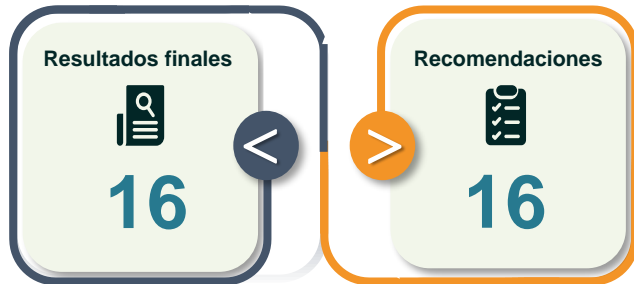 Resultados finales
16
<
Recomendaciones
16
>